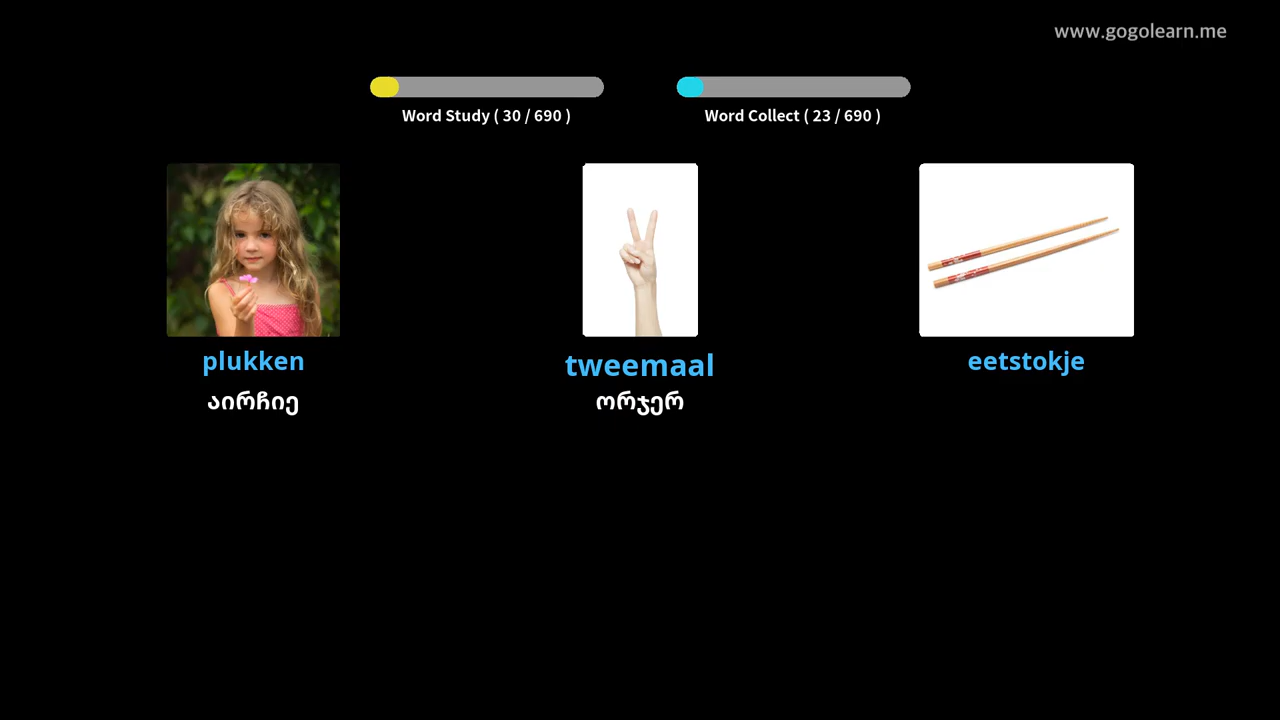 www.gogolearn.me
Word Study ( 30 / 690 )
Word Collect ( 23 / 690 )
plukken
tweemaal
eetstokje
აირჩიე
ორჯერ